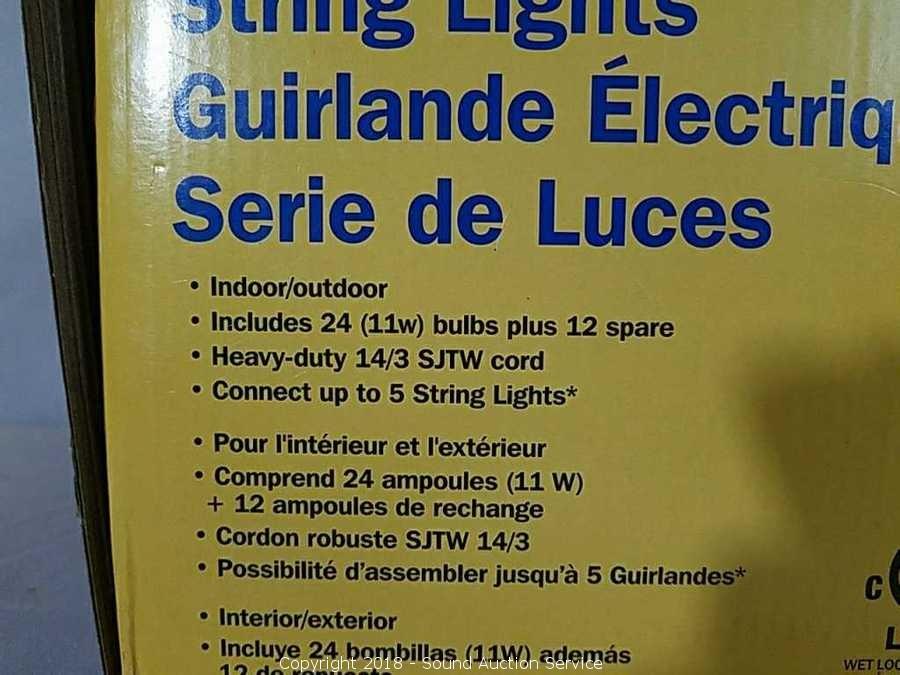 String Lights
Guirlande Électriq
Serie de Luces
• Indoor/outdoor
• Includes 24 (11w) bulbs plus 12 spare
• Heavy-duty 14/3 SJTW cord
• Connect up to 5 String Lights*
• Pour l'intérieur et l'extérieur
• Comprend 24 ampoules (11 W)
+ 12 ampoules de rechange
• Cordon robuste SJTW 14/3
• Possibilité d'assembler jusqu'à 5 Guirlandes*
C
• Interior/exterior
L
• Incluye 24 bombillas (11W) además
WET LOC
12 de repuesto
Copyright 2018 - Sound Auction Service